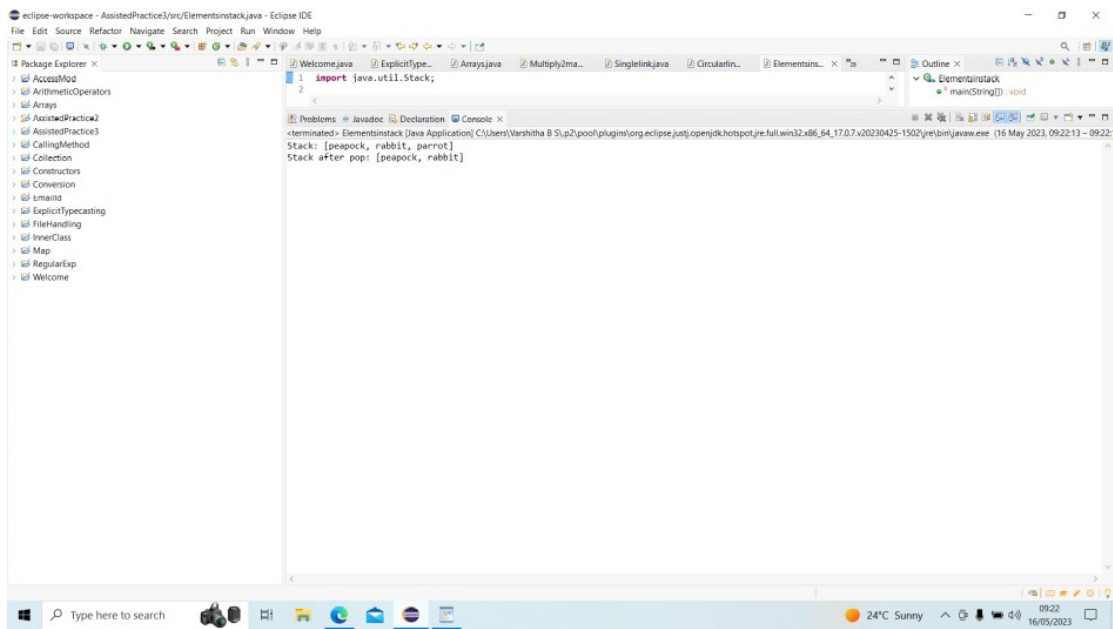 eclipse-workspace - AssistedPractice3/src/Elementsinstack.java - Eclipse IDE
File Edit Source Refactor Navigate Search Project Run Window Help
Package Explorer
AccessMod
ArithmeticOperators
Arrays
AssistedPractice2
AssistedPractice3
CallingMethod
Collection
Constructors
Conversion
EmailId
ExplicitTypecasting
FileHandling
InnerClass
Map
RegularExp
Welcome
Welcome.java ExplicitType... Arrays.java Multiply2ma... Singlelink.java Circularlin... Elementsins...
1 import java.util.Stack;
2
Problems Javadoc Declaration Console
<terminated> Elementsinstack [Java Application] C:\Users\Varshitha B S\.p2\pool\plugins\org.eclipse.justj.openjdk.hotspot.jre.full.win32.x86_64_17.0.7.v20230425-1502\jre\bin\javaw.exe (16 May 2023, 09:22:13 – 09:22:
Stack: [peapock, rabbit, parrot]
Stack after pop: [peapock, rabbit]
Outline
Elementsinstack
main(String[]) : void
Type here to search
24°C Sunny
09:22
16/05/2023